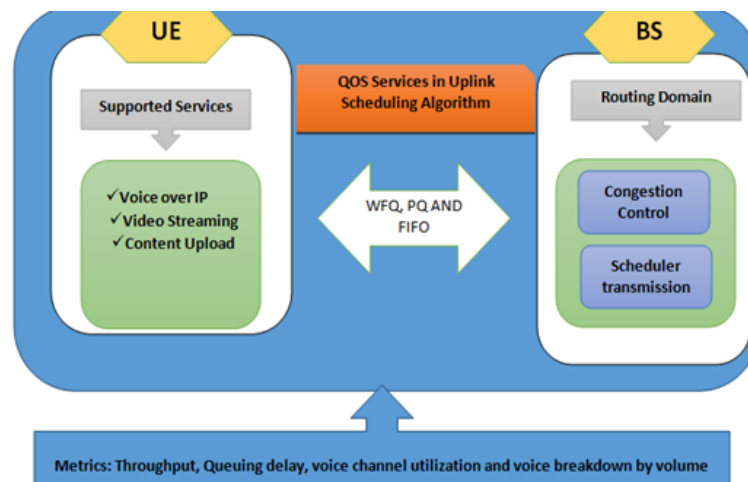 UE
BS
QOS Services in Uplink
Scheduling Algorithm
Supported Services
Routing Domain
✓Voice over IP
✓Video Streaming
✓Content Upload
WFQ, PQ AND
FIFO
Congestion
Control
Scheduler
transmission
Metrics: Throughput, Queuing delay, voice channel utilization and voice breakdown by volume